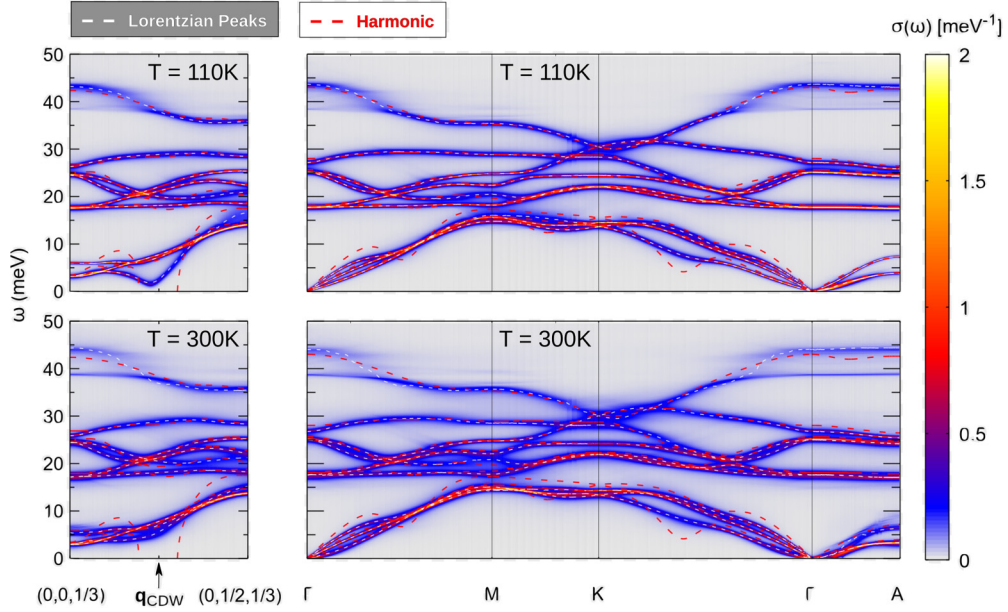 Lorentzian Peaks
Harmonic
σ(ω) [meV⁻¹]
T = 110K
T = 110K
50
40
30
20
10
0
ω (meV)
T = 300K
T = 300K
50
40
30
20
10
0
2
1.5
1
0.5
0
(0,0,1/3) qCDW (0,1/2,1/3) Γ M K Γ A